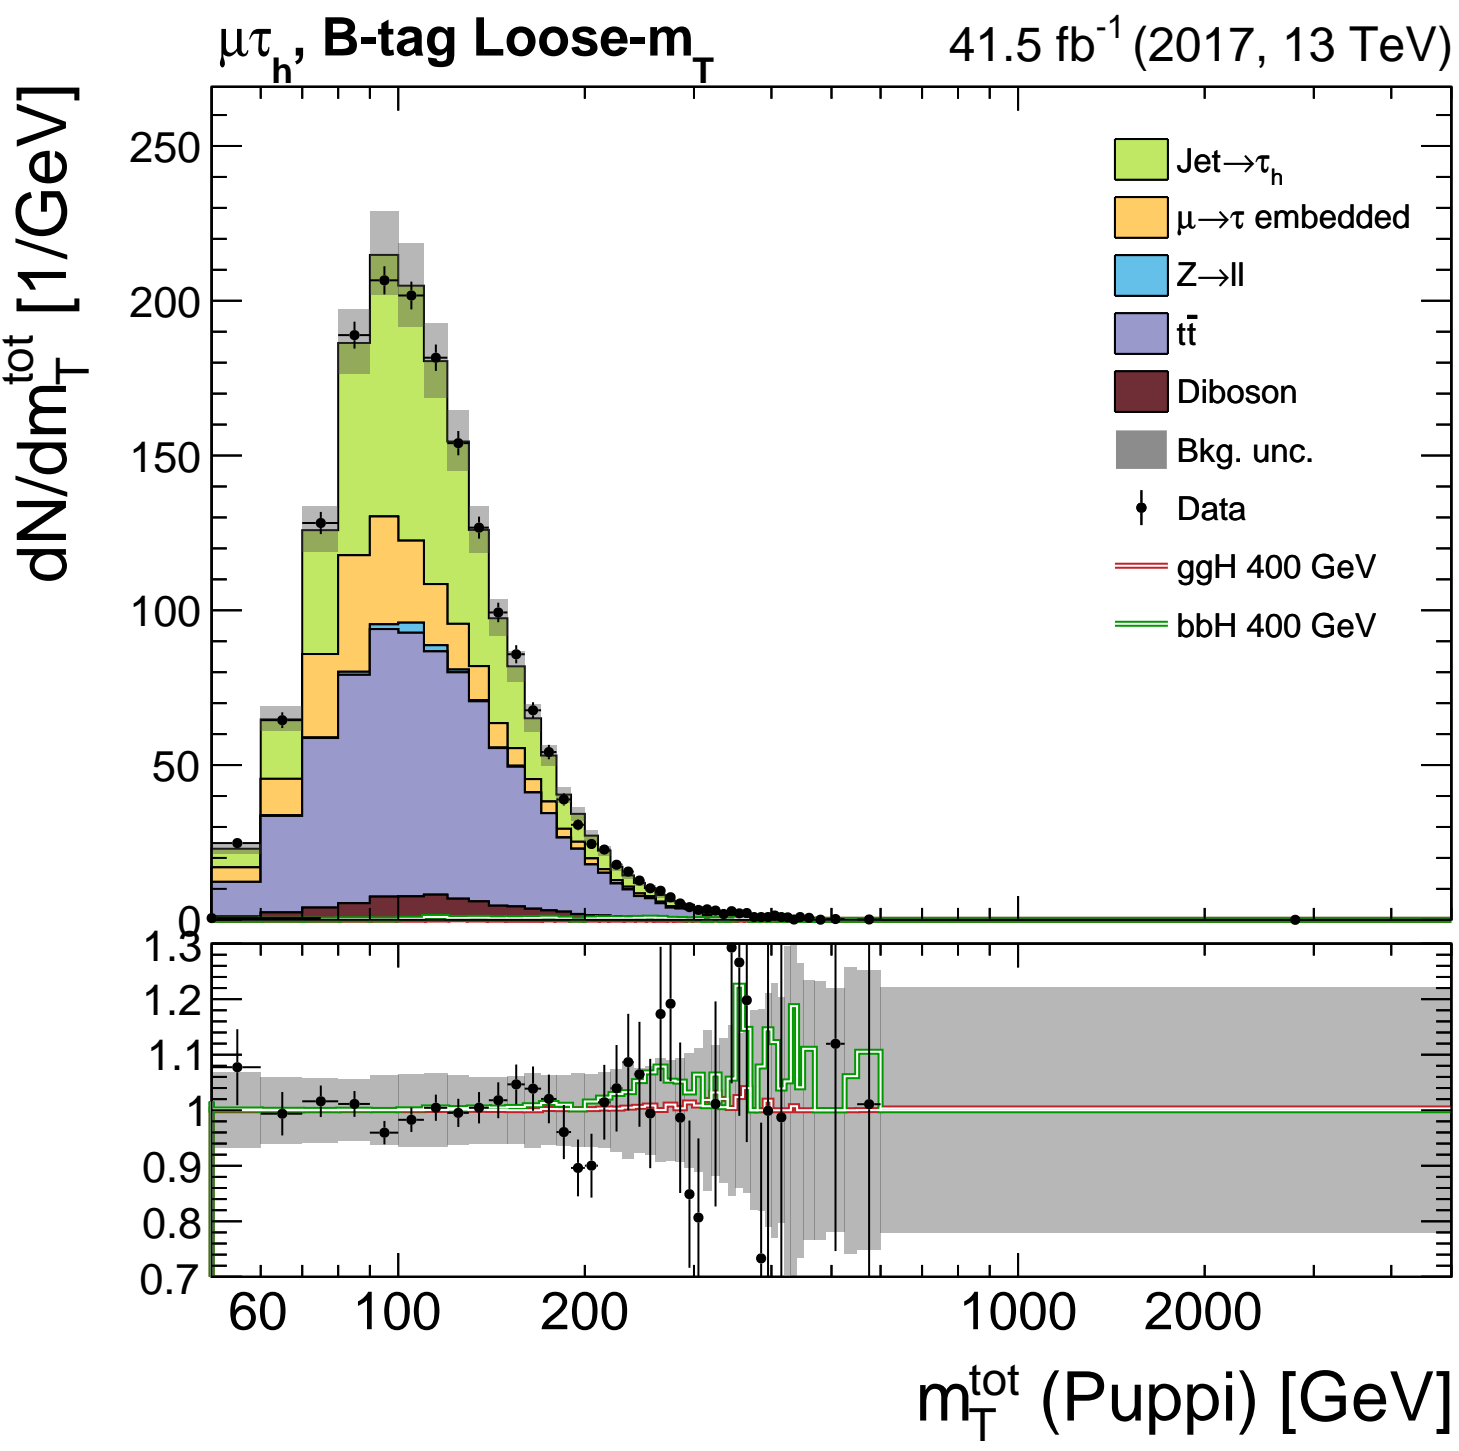 μτh, B-tag Loose-mT
41.5 fb-1 (2017, 13 TeV)
dN/dmTtot [1/GeV]
250
200
150
100
50
0
Jet→τh
μ→τ embedded
Z→ll
tt̄
Diboson
Bkg. unc.
Data
ggH 400 GeV
bbH 400 GeV
1.3
1.2
1.1
1
0.9
0.8
0.7
60 100 200 1000 2000
mTtot (Puppi) [GeV]